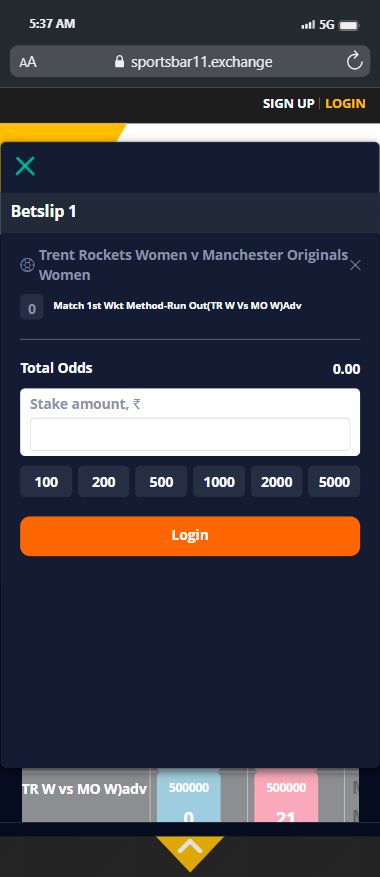 5:37 AM
5G
AA
sportsbar11.exchange
SIGN UP | LOGIN
Betslip 1
Trent Rockets Women v Manchester Originals
Women
0 Match 1st Wkt Method-Run Out(TR W Vs MO W)Adv
Total Odds 0.00
Stake amount, ₹
100 200 500 1000 2000 5000
Login
TR W vs MO W)adv 500000 500000
0 21